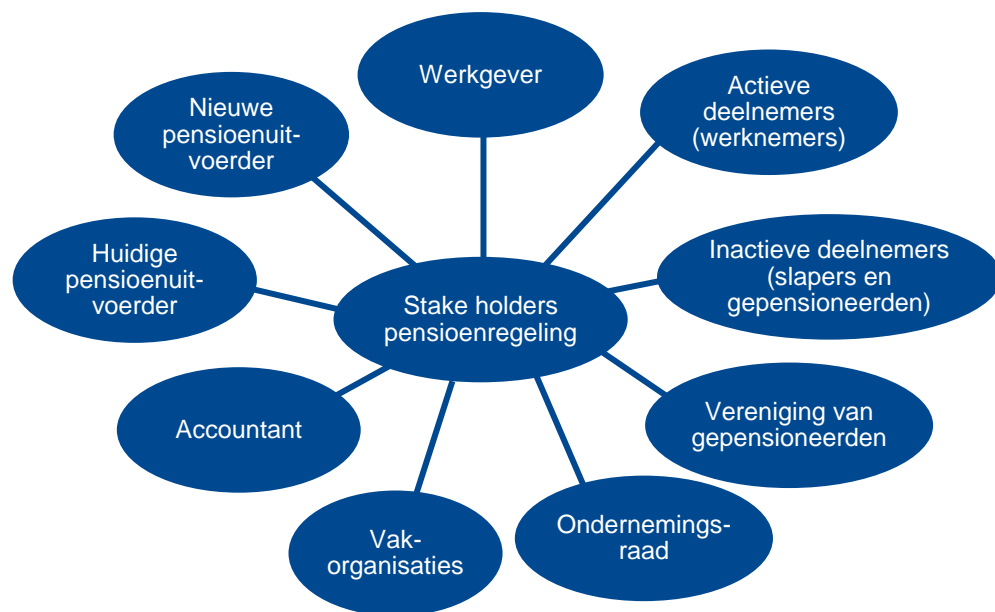 Werkgever
Actieve
deelnemers
(werknemers)
Nieuwe
pensioenuit-
voerder
Inactieve deelnemers
(slapers en
gepensioneerden)
Huidige
pensioenuit-
voerder
Stake holders
pensioenregeling
Vereniging van
gepensioneerden
Accountant
Ondernemings-
raad
Vak-
organisaties